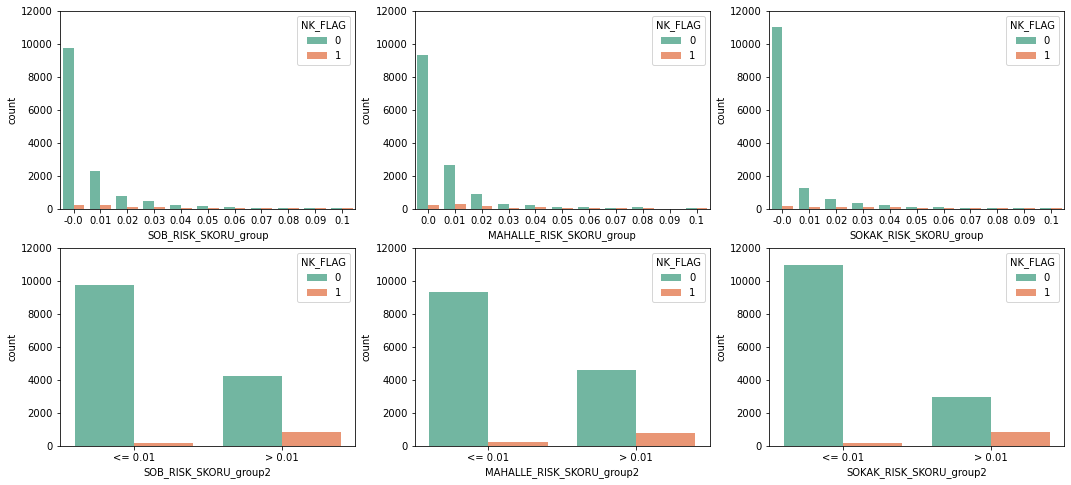 12000
10000
8000
6000
4000
2000
0
count
NK_FLAG
0
1
-0.0 0.01 0.02 0.03 0.04 0.05 0.06 0.07 0.08 0.09 0.1
SOB_RISK_SKORU_group
12000
10000
8000
6000
4000
2000
0
count
NK_FLAG
0
1
0.0 0.01 0.02 0.03 0.04 0.05 0.06 0.07 0.08 0.09 0.1
MAHALLE_RISK_SKORU_group
12000
10000
8000
6000
4000
2000
0
count
NK_FLAG
0
1
-0.0 0.01 0.02 0.03 0.04 0.05 0.06 0.07 0.08 0.09 0.1
SOKAK_RISK_SKORU_group
12000
10000
8000
6000
4000
2000
0
count
NK_FLAG
0
1
<= 0.01 > 0.01
SOB_RISK_SKORU_group2
12000
10000
8000
6000
4000
2000
0
count
NK_FLAG
0
1
<= 0.01 > 0.01
MAHALLE_RISK_SKORU_group2
12000
10000
8000
6000
4000
2000
0
count
NK_FLAG
0
1
<= 0.01 > 0.01
SOKAK_RISK_SKORU_group2